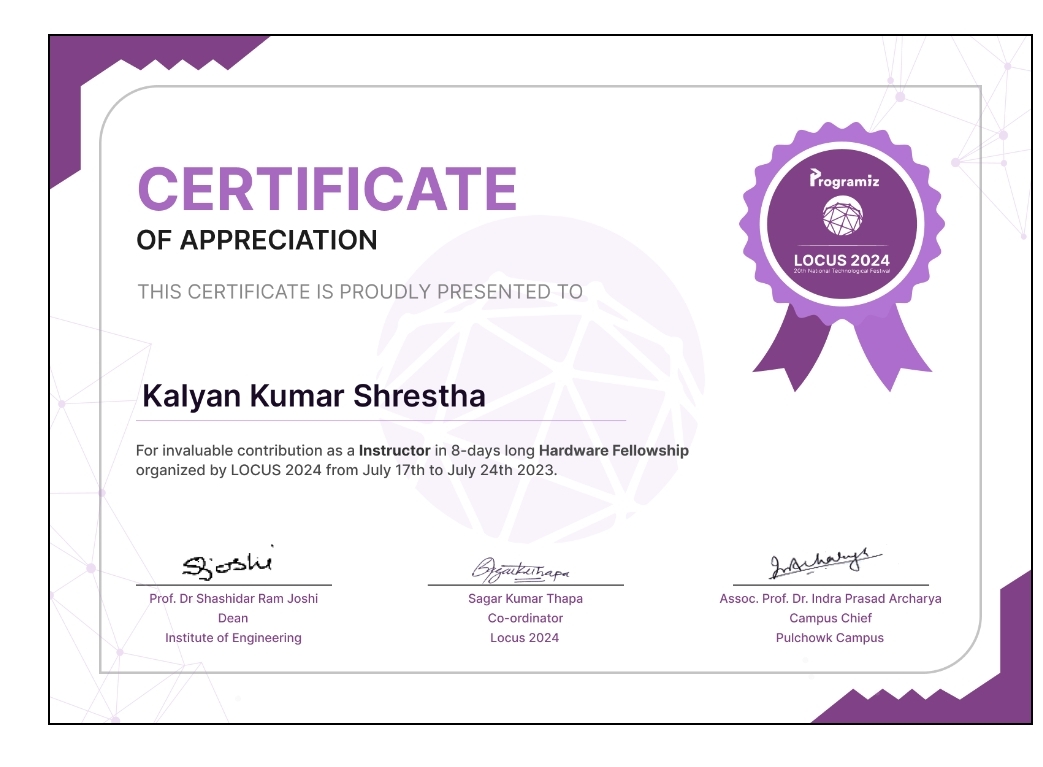 CERTIFICATE
OF APPRECIATION
THIS CERTIFICATE IS PROUDLY PRESENTED TO
Programiz
LOCUS 2024
20th National Technological Festival
Kalyan Kumar Shrestha
For invaluable contribution as a Instructor in 8-days long Hardware Fellowship
organized by LOCUS 2024 from July 17th to July 24th 2023.
Sjoshi
Prof. Dr Shashidar Ram Joshi
Dean
Institute of Engineering
Sagar Kumar Thapa
Co-ordinator
Locus 2024
Assoc. Prof. Dr. Indra Prasad Archarya
Campus Chief
Pulchowk Campus